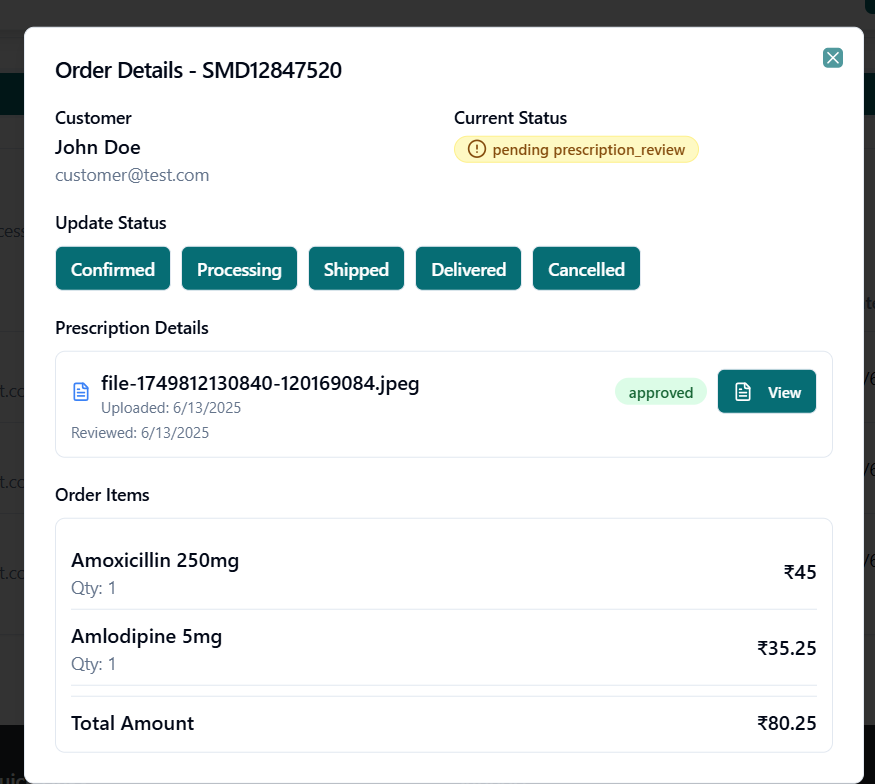 Order Details - SMD12847520
Customer
John Doe
customer@test.com
Current Status
pending prescription_review
Update Status
Confirmed
Processing
Shipped
Delivered
Cancelled
Prescription Details
file-1749812130840-120169084.jpeg
Uploaded: 6/13/2025
Reviewed: 6/13/2025
approved
View
Order Items
Amoxicillin 250mg
Qty: 1
₹45
Amlodipine 5mg
Qty: 1
₹35.25
Total Amount
₹80.25